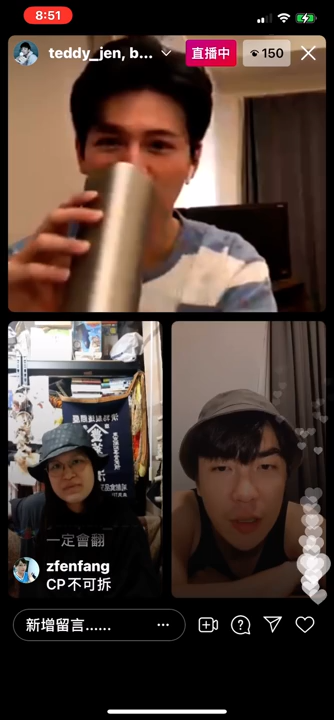 8:51
teddy_jen, b...
直播中
150
一定會翻
zfenfang
CP不可拆
新增留言......